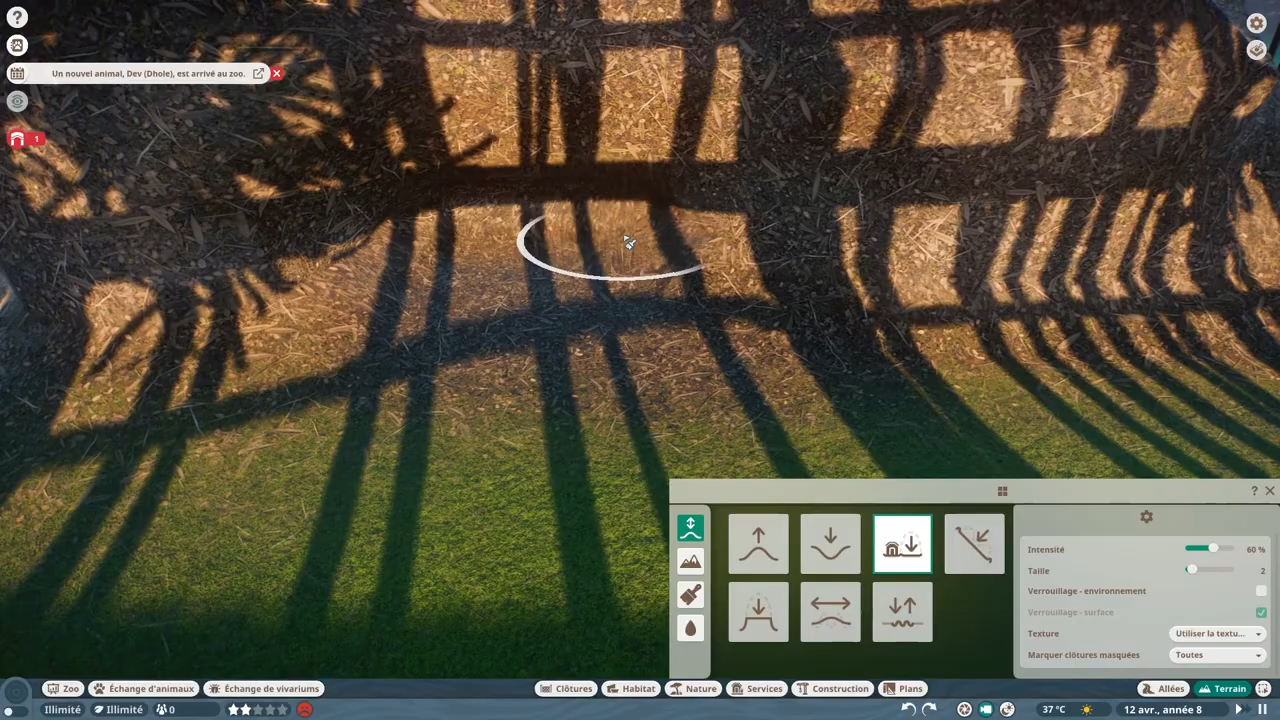 ?
Un nouvel animal, Dev (Dhole), est arrivé au zoo.
1
?
Intensité 60 %
Taille 2
Verrouillage - environnement
Verrouillage - surface
Texture Utiliser la textu...
Marquer clôtures masquées Toutes
Zoo Échange d'animaux Échange de vivariums Clôtures Habitat Nature Services Construction Plans Allées Terrain
Illimité Illimité 0 37 °C 12 avr., année 8